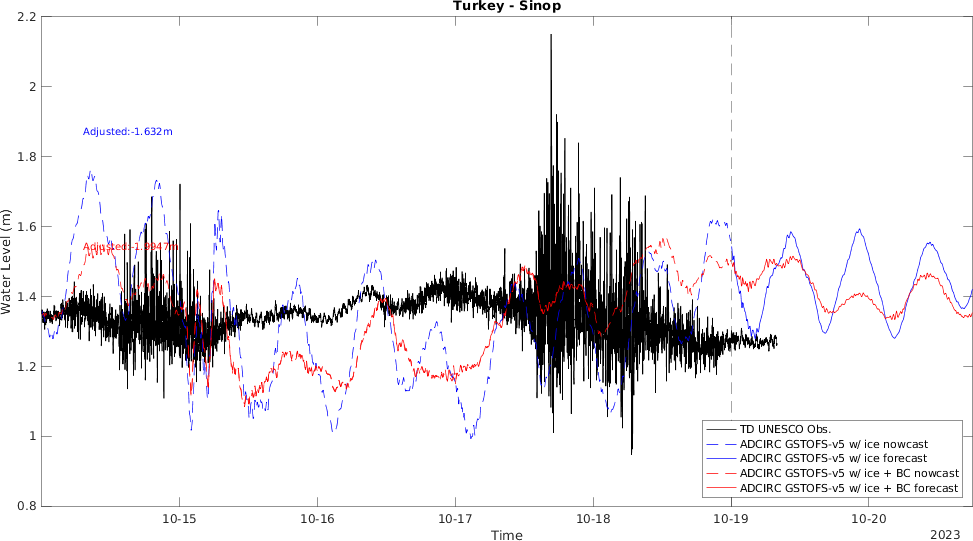 Turkey - Sinop
2.2
2
1.8
1.6
1.4
1.2
1
0.8
Water Level (m)
Adjusted:-1.632m
Adjusted:-1.9947m
TD UNESCO Obs.
ADCIRC GSTOFS-v5 w/ ice nowcast
ADCIRC GSTOFS-v5 w/ ice forecast
ADCIRC GSTOFS-v5 w/ ice + BC nowcast
ADCIRC GSTOFS-v5 w/ ice + BC forecast
10-15
10-16
10-17
10-18
10-19
10-20
Time
2023